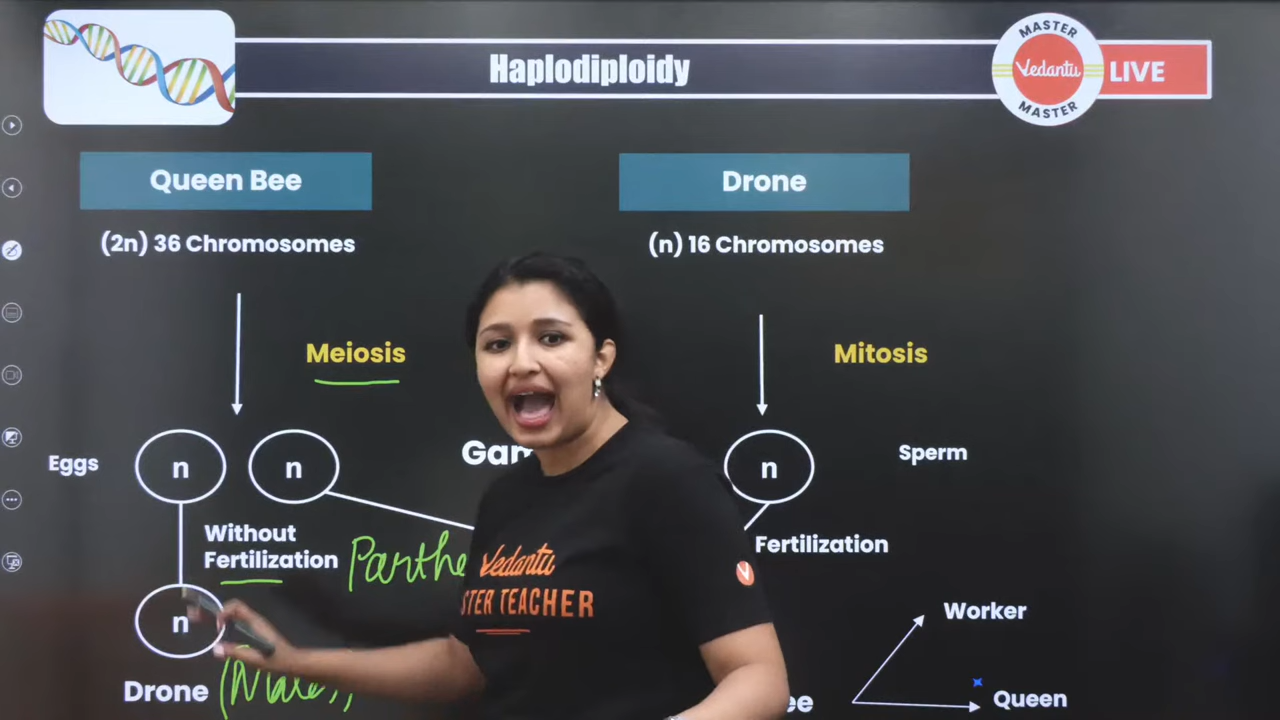 Haplodiploidy
MASTER
Vedantu
MASTER
LIVE
Queen Bee
Drone
(2n) 36 Chromosomes
(n) 16 Chromosomes
Meiosis
Mitosis
Eggs
n
n
n
Sperm
Without
Fertilization
Fertilization
Vedantu
TEACHER
n
Worker
Drone
Queen